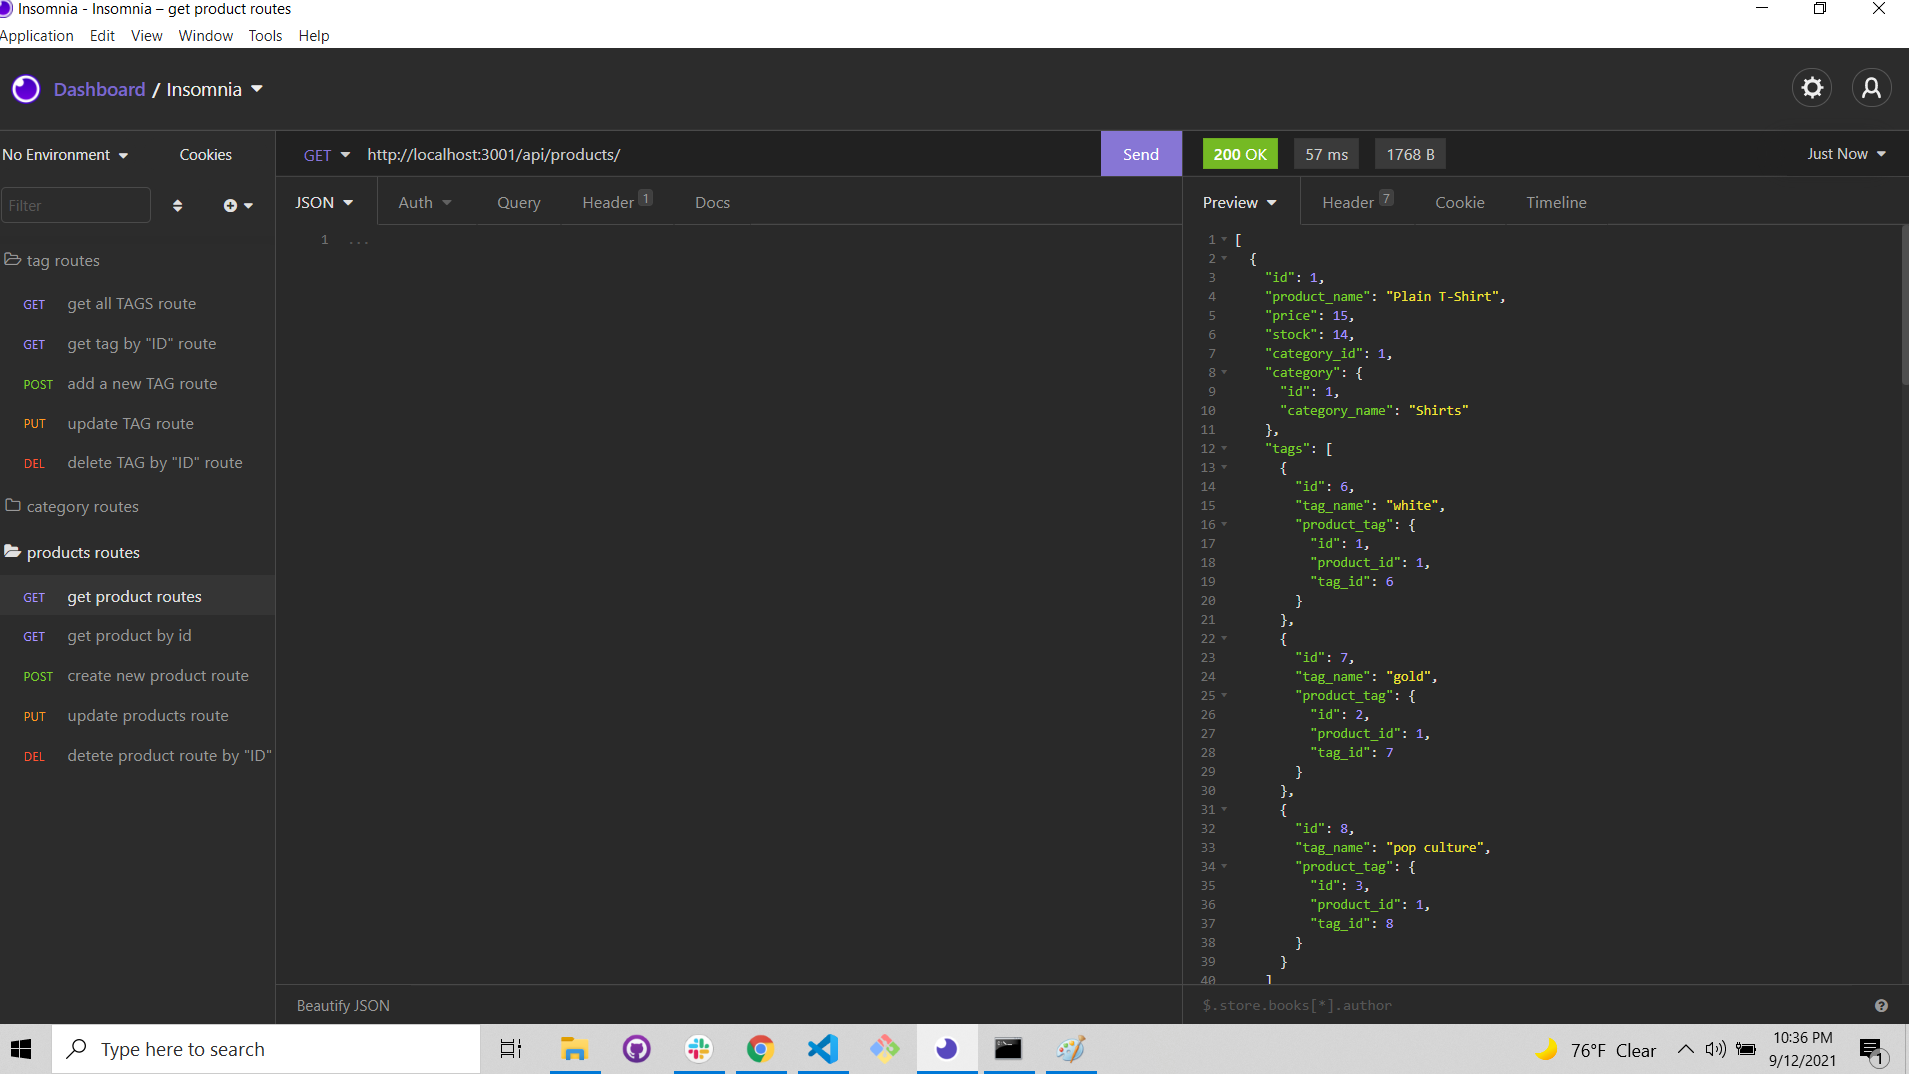 Insomnia - Insomnia – get product routes
Application Edit View Window Tools Help
Dashboard / Insomnia
No Environment Cookies
Filter
tag routes
GET get all TAGS route
GET get tag by "ID" route
POST add a new TAG route
PUT update TAG route
DEL delete TAG by "ID" route
category routes
products routes
GET get product routes
GET get product by id
POST create new product route
PUT update products route
DEL detete product route by "ID"
GET http://localhost:3001/api/products/ Send
JSON Auth Query Header 1 Docs
1 ...
Beautify JSON
200 OK 57 ms 1768 B Just Now
Preview Header 7 Cookie Timeline
1 [
2 {
3 "id": 1,
4 "product_name": "Plain T-Shirt",
5 "price": 15,
6 "stock": 14,
7 "category_id": 1,
8 "category": {
9 "id": 1,
10 "category_name": "Shirts"
11 },
12 "tags": [
13 {
14 "id": 6,
15 "tag_name": "white",
16 "product_tag": {
17 "id": 1,
18 "product_id": 1,
19 "tag_id": 6
20 }
21 },
22 {
23 "id": 7,
24 "tag_name": "gold",
25 "product_tag": {
26 "id": 2,
27 "product_id": 1,
28 "tag_id": 7
29 }
30 },
31 {
32 "id": 8,
33 "tag_name": "pop culture",
34 "product_tag": {
35 "id": 3,
36 "product_id": 1,
37 "tag_id": 8
38 }
39 }
40 ]
$.store.books[*].author
Type here to search
76°F Clear
10:36 PM
9/12/2021
1